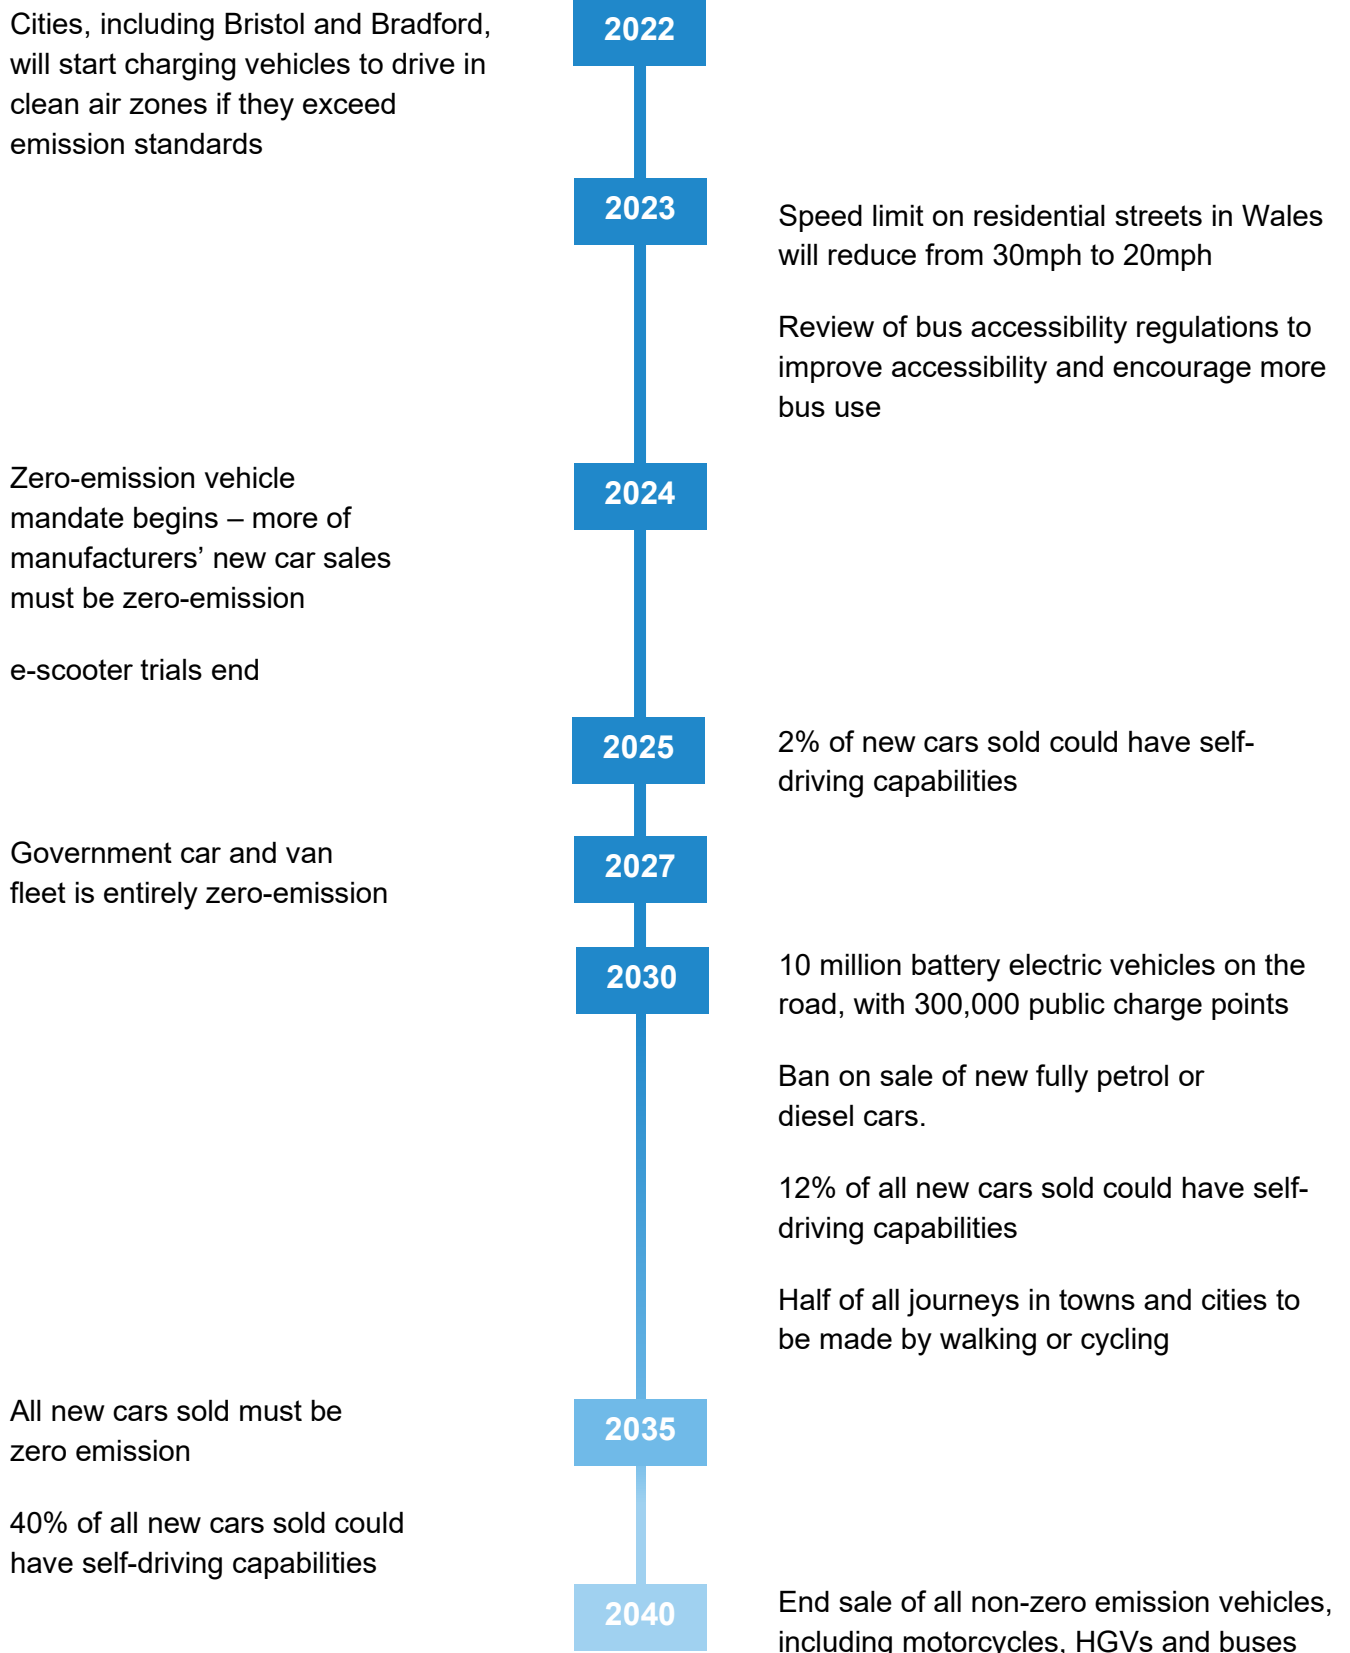 Cities, including Bristol and Bradford,
will start charging vehicles to drive in
clean air zones if they exceed
emission standards
2022
2023
Speed limit on residential streets in Wales
will reduce from 30mph to 20mph
Review of bus accessibility regulations to
improve accessibility and encourage more
bus use
Zero-emission vehicle
mandate begins – more of
manufacturers’ new car sales
must be zero-emission
e-scooter trials end
2024
2025
2% of new cars sold could have self-
driving capabilities
Government car and van
fleet is entirely zero-emission
2027
2030
10 million battery electric vehicles on the
road, with 300,000 public charge points
Ban on sale of new fully petrol or
diesel cars.
12% of all new cars sold could have self-
driving capabilities
Half of all journeys in towns and cities to
be made by walking or cycling
All new cars sold must be
zero emission
40% of all new cars sold could
have self-driving capabilities
2035
2040
End sale of all non-zero emission vehicles,
including motorcycles, HGVs and buses